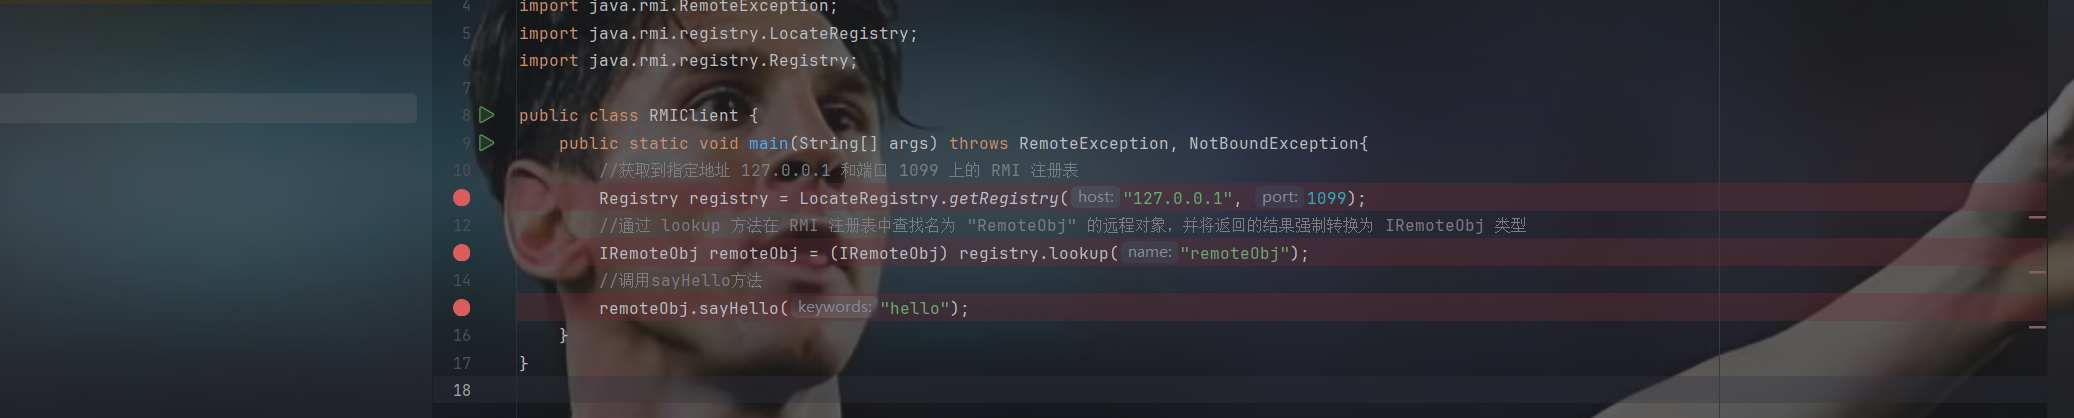 4 import java.rmi.RemoteException;
5 import java.rmi.registry.LocateRegistry;
6 import java.rmi.registry.Registry;
7
8 public class RMIClient {
9 public static void main(String[] args) throws RemoteException, NotBoundException{
10 //获取到指定地址 127.0.0.1 和端口 1099 上的 RMI 注册表
Registry registry = LocateRegistry.getRegistry( host: "127.0.0.1", port: 1099);
12 //通过 lookup 方法在 RMI 注册表中查找名为 "RemoteObj" 的远程对象，并将返回的结果强制转换为 IRemoteObj 类型
IRemoteObj remoteObj = (IRemoteObj) registry.lookup( name: "remoteObj");
14 //调用sayHello方法
remoteObj.sayHello( keywords: "hello");
16 }
17 }
18